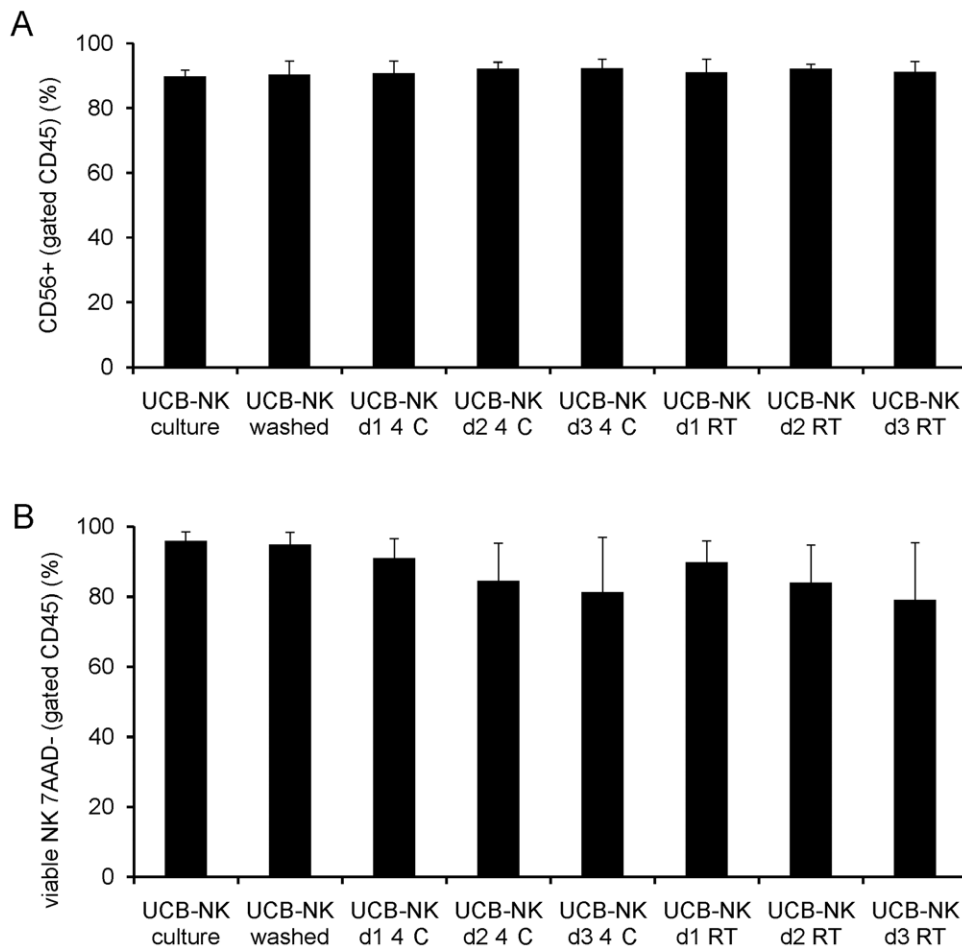 A
CD56+ (gated CD45) (%)
100
80
60
40
20
0
UCB-NK UCB-NK UCB-NK UCB-NK UCB-NK UCB-NK UCB-NK UCB-NK
culture washed d1 4 C d2 4 C d3 4 C d1 RT d2 RT d3 RT
B
viable NK 7AAD- (gated CD45) (%)
100
80
60
40
20
0
UCB-NK UCB-NK UCB-NK UCB-NK UCB-NK UCB-NK UCB-NK UCB-NK
culture washed d1 4 C d2 4 C d3 4 C d1 RT d2 RT d3 RT